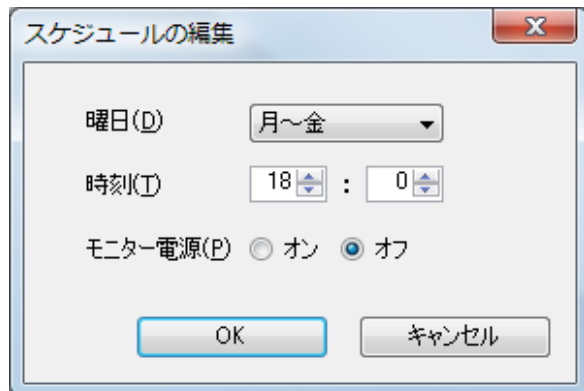 スケジュールの編集
曜日(D) 月～金
時刻(T) 18 : 0
モニター電源(P) オン オフ
OK キャンセル